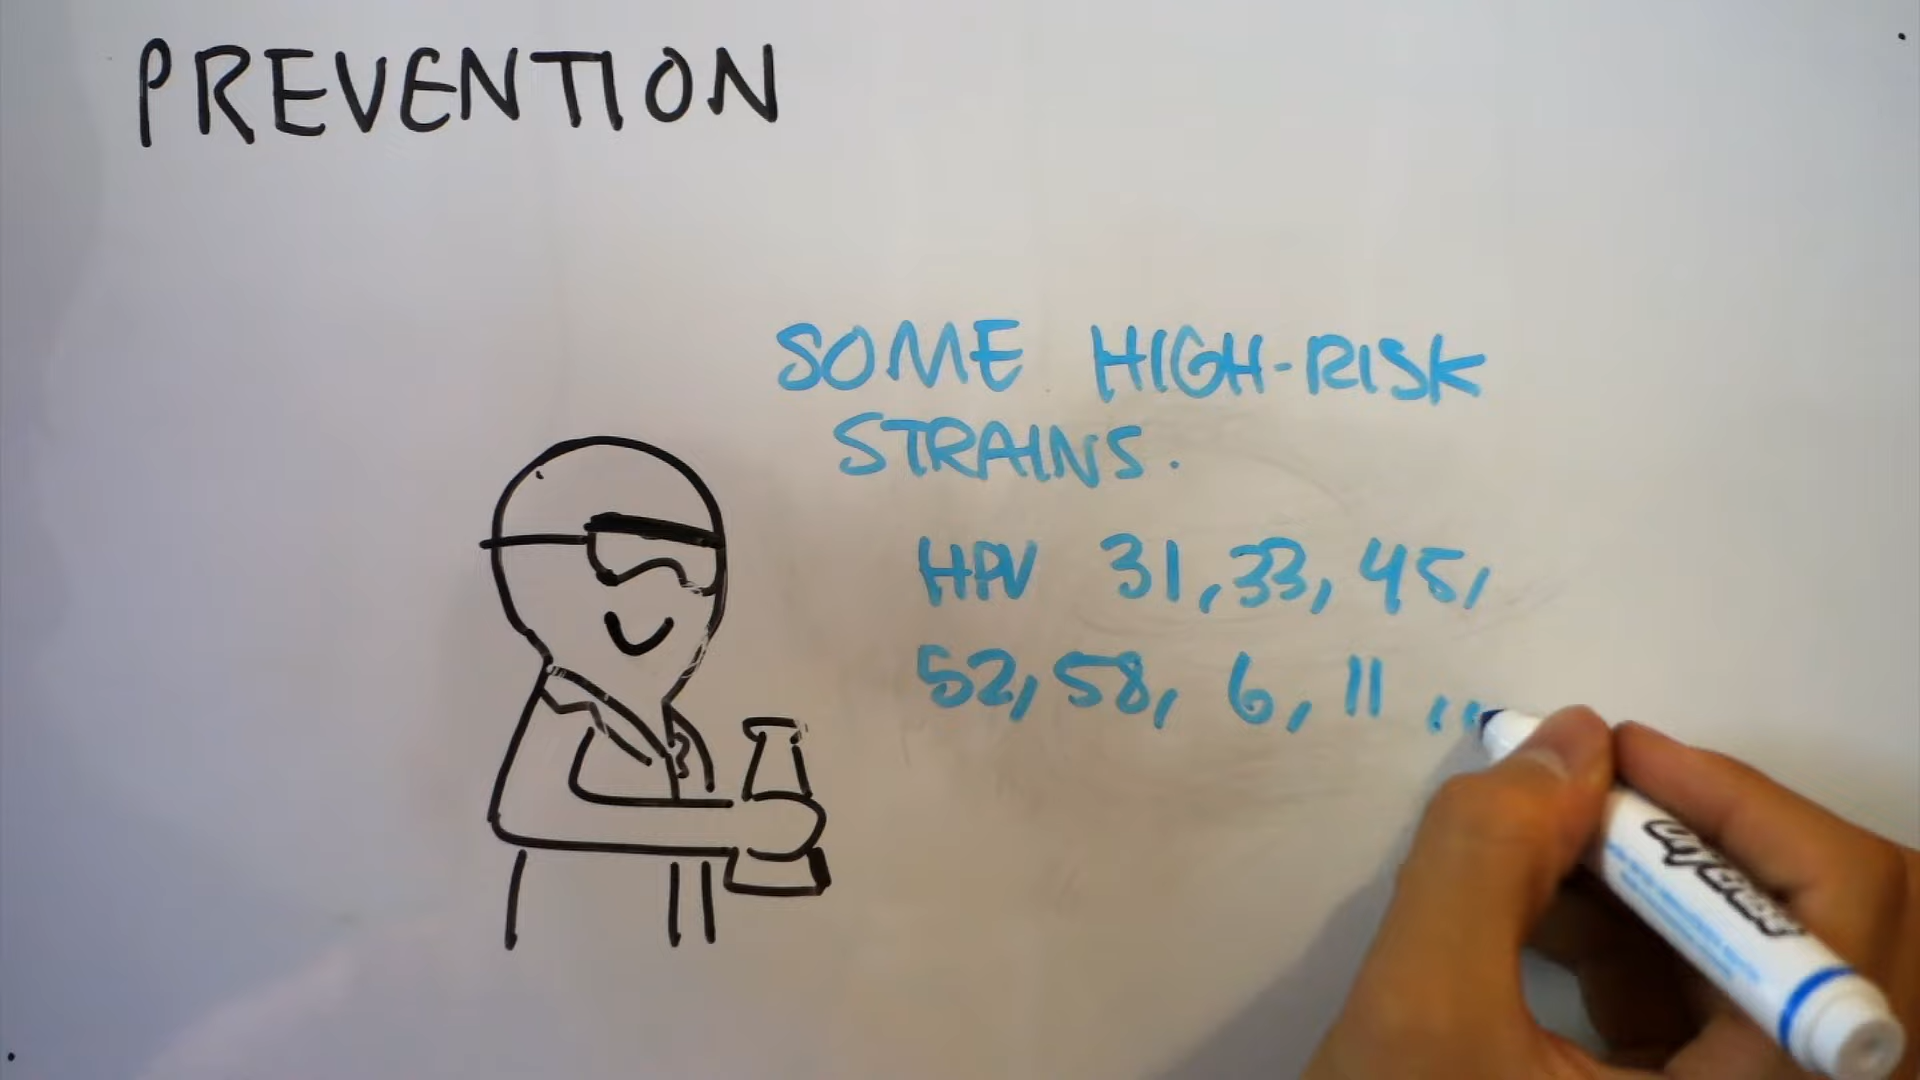 PREVENTION
SOME HIGH-RISK
STRAINS.
HPV 31, 33, 45,
52, 58, 6, 11 ...